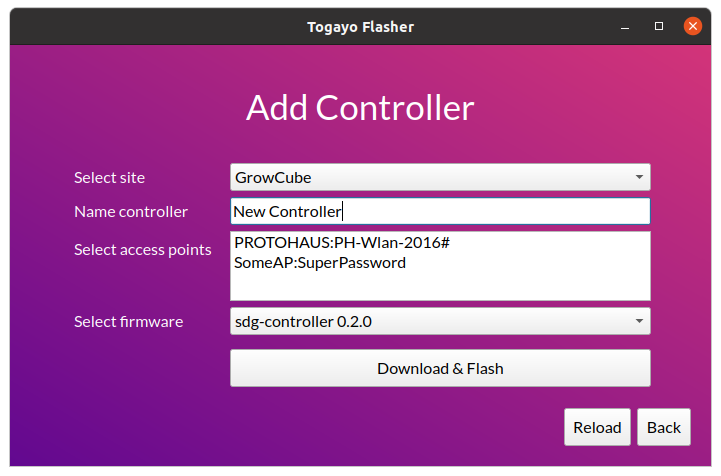 Togayo Flasher
Add Controller
Select site
GrowCube
Name controller
New Controller
Select access points
PROTOHAUS:PH-Wlan-2016#
SomeAP:SuperPassword
Select firmware
sdg-controller 0.2.0
Download & Flash
Reload
Back